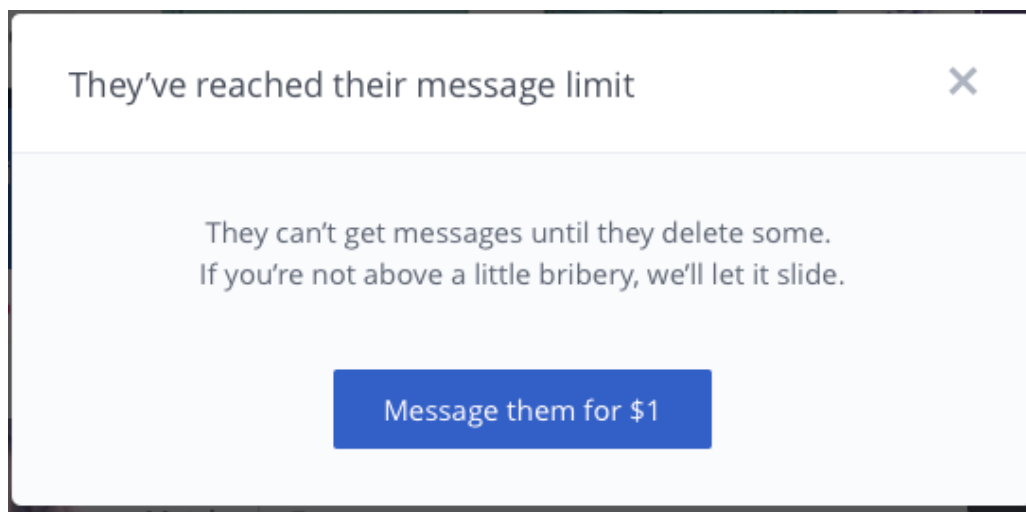 They’ve reached their message limit
They can’t get messages until they delete some.
If you’re not above a little bribery, we’ll let it slide.
Message them for $1